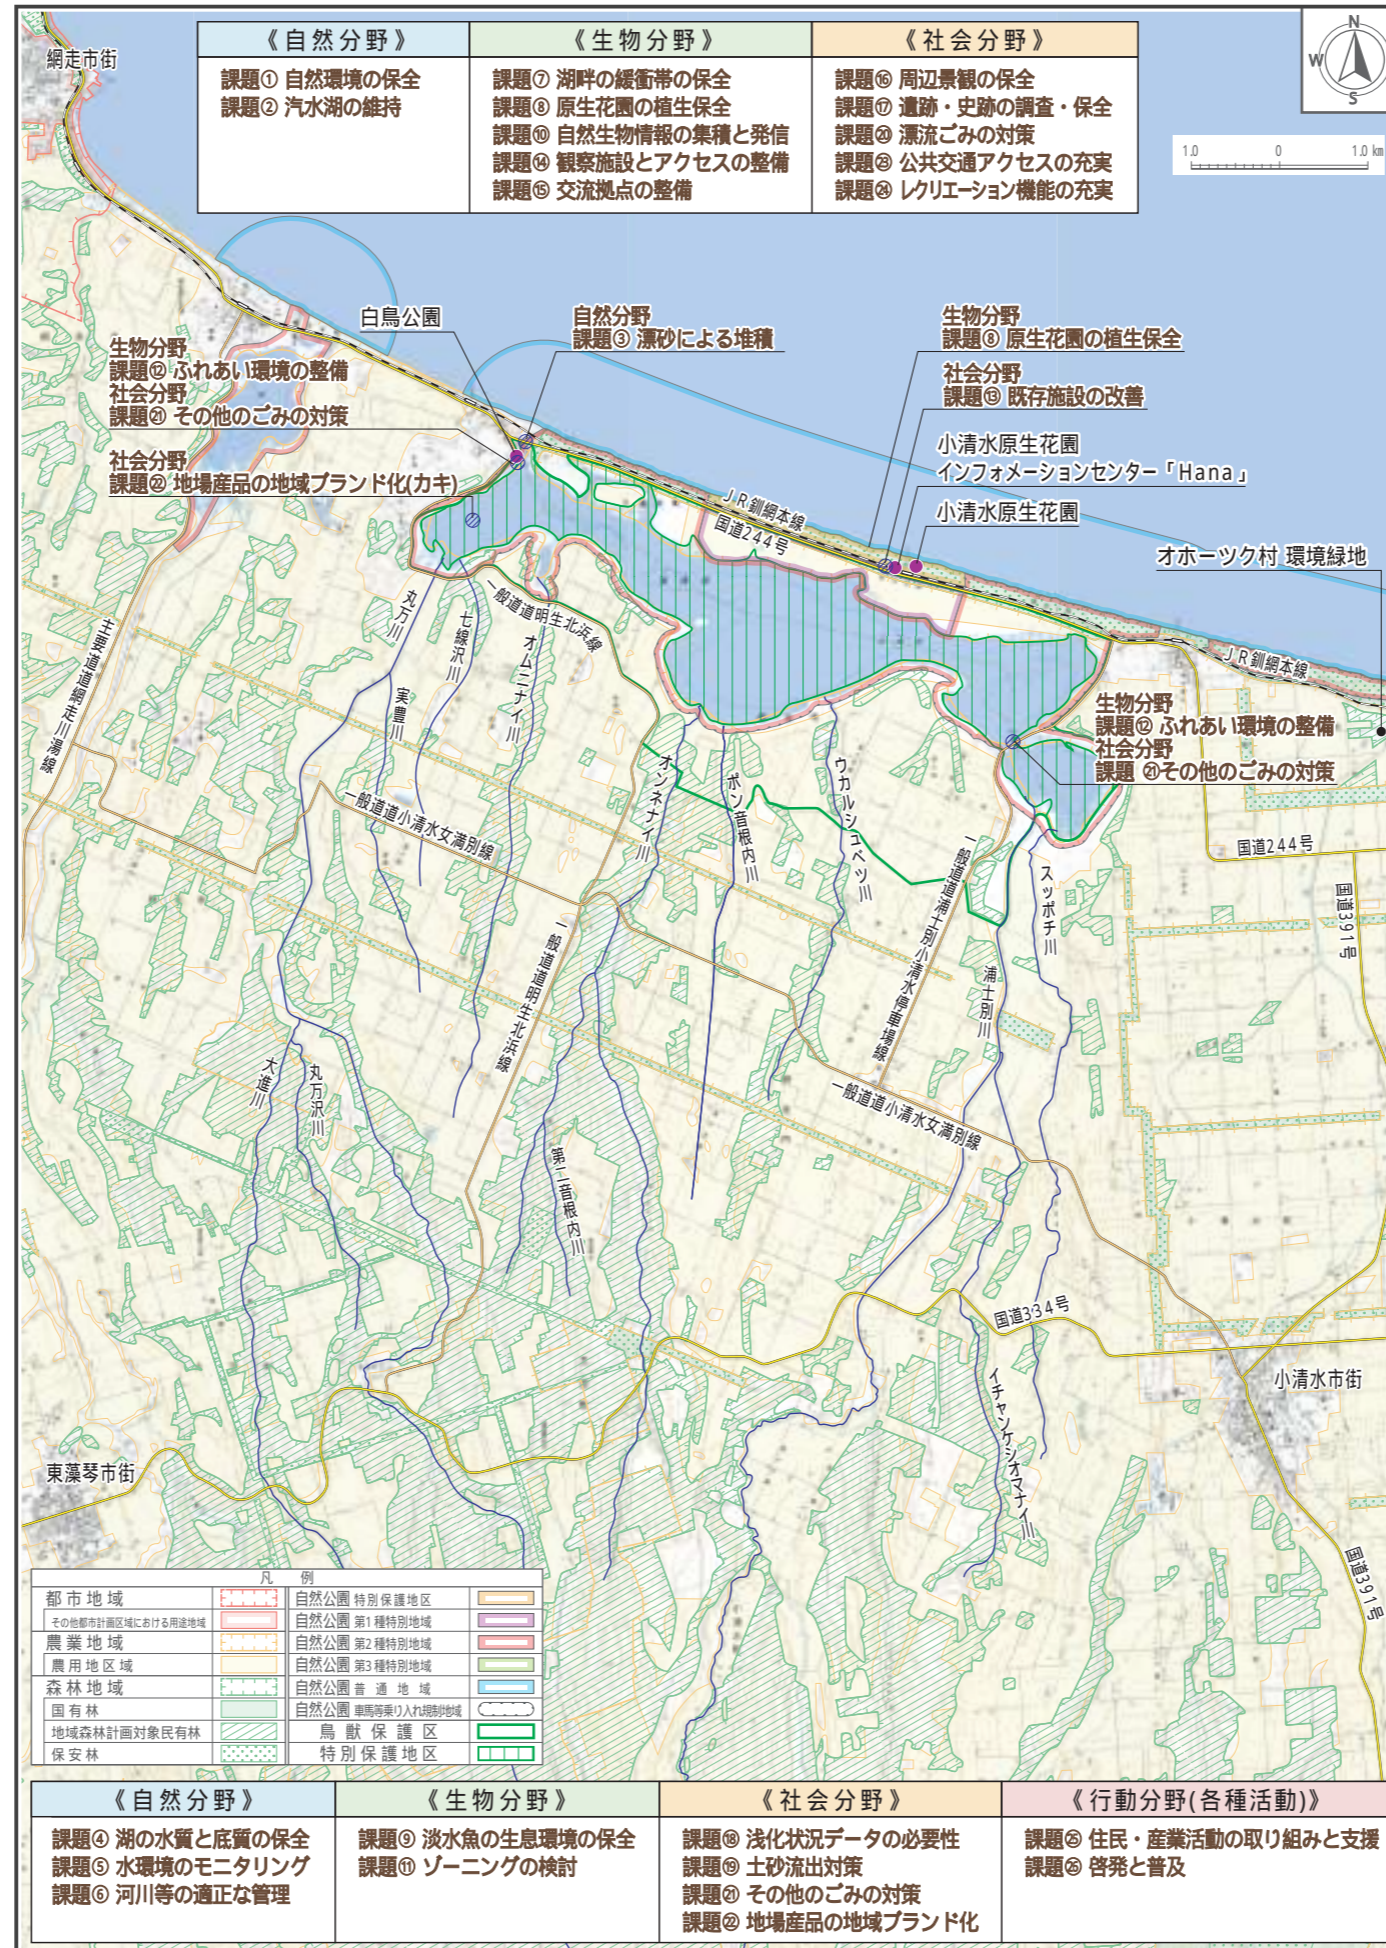 網走市街
《自然分野》
課題① 自然環境の保全
課題② 汽水湖の維持
《生物分野》
課題⑦ 湖畔の緩衝帯の保全
課題⑧ 原生花園の植生保全
課題⑩ 自然生物情報の集積と発信
課題⑭ 観察施設とアクセスの整備
課題⑮ 交流拠点の整備
《社会分野》
課題⑯ 周辺景観の保全
課題⑰ 遺跡・史跡の調査・保全
課題⑳ 漂流ごみの対策
課題㉓ 公共交通アクセスの充実
課題㉔ レクリエーション機能の充実
N
W
S
1.0 0 1.0 km
白鳥公園
自然分野
課題③ 漂砂による堆積
生物分野
課題⑧ 原生花園の植生保全
社会分野
課題⑬ 既存施設の改善
小清水原生花園
インフォメーションセンター「Hana」
小清水原生花園
オホーツク村 環境緑地
生物分野
課題⑫ ふれあい環境の整備
社会分野
課題㉑ その他のごみの対策
社会分野
課題㉒ 地場産品の地域ブランド化(カキ)
JR釧網本線
国道244号
JR釧網本線
生物分野
課題⑫ ふれあい環境の整備
社会分野
課題 ㉑その他のごみの対策
主要道道網走川湯線
丸万川
七線沢川
実豊川
オムニナイ川
一般道道明生北浜線
オンネナイ川
ポン音根内川
ウカルシュベツ川
一般道道浦士別小清水停車場線
スッポチ川
浦士別川
国道244号
国道391号
一般道道小清水女満別線
一般道道明生北浜線
大進川
丸万沢川
第二音根内川
一般道道小清水女満別線
国道334号
イチャンケシオマナイ川
小清水市街
国道391号
東藻琴市街
凡 例
都市地域
その他都市計画区域における用途地域
農業地域
農用地区域
森林地域
国有林
地域森林計画対象民有林
保安林
自然公園 特別保護地区
自然公園 第1種特別地域
自然公園 第2種特別地域
自然公園 第3種特別地域
自然公園 普通地域
自然公園 車馬等乗り入れ規制地域
鳥獣保護区
特別保護地区
《自然分野》
課題④ 湖の水質と底質の保全
課題⑤ 水環境のモニタリング
課題⑥ 河川等の適正な管理
《生物分野》
課題⑨ 淡水魚の生息環境の保全
課題⑪ ゾーニングの検討
《社会分野》
課題⑱ 浅化状況データの必要性
課題⑲ 土砂流出対策
課題㉑ その他のごみの対策
課題㉒ 地場産品の地域ブランド化
《行動分野(各種活動)》
課題㉕ 住民・産業活動の取り組みと支援
課題㉖ 啓発と普及